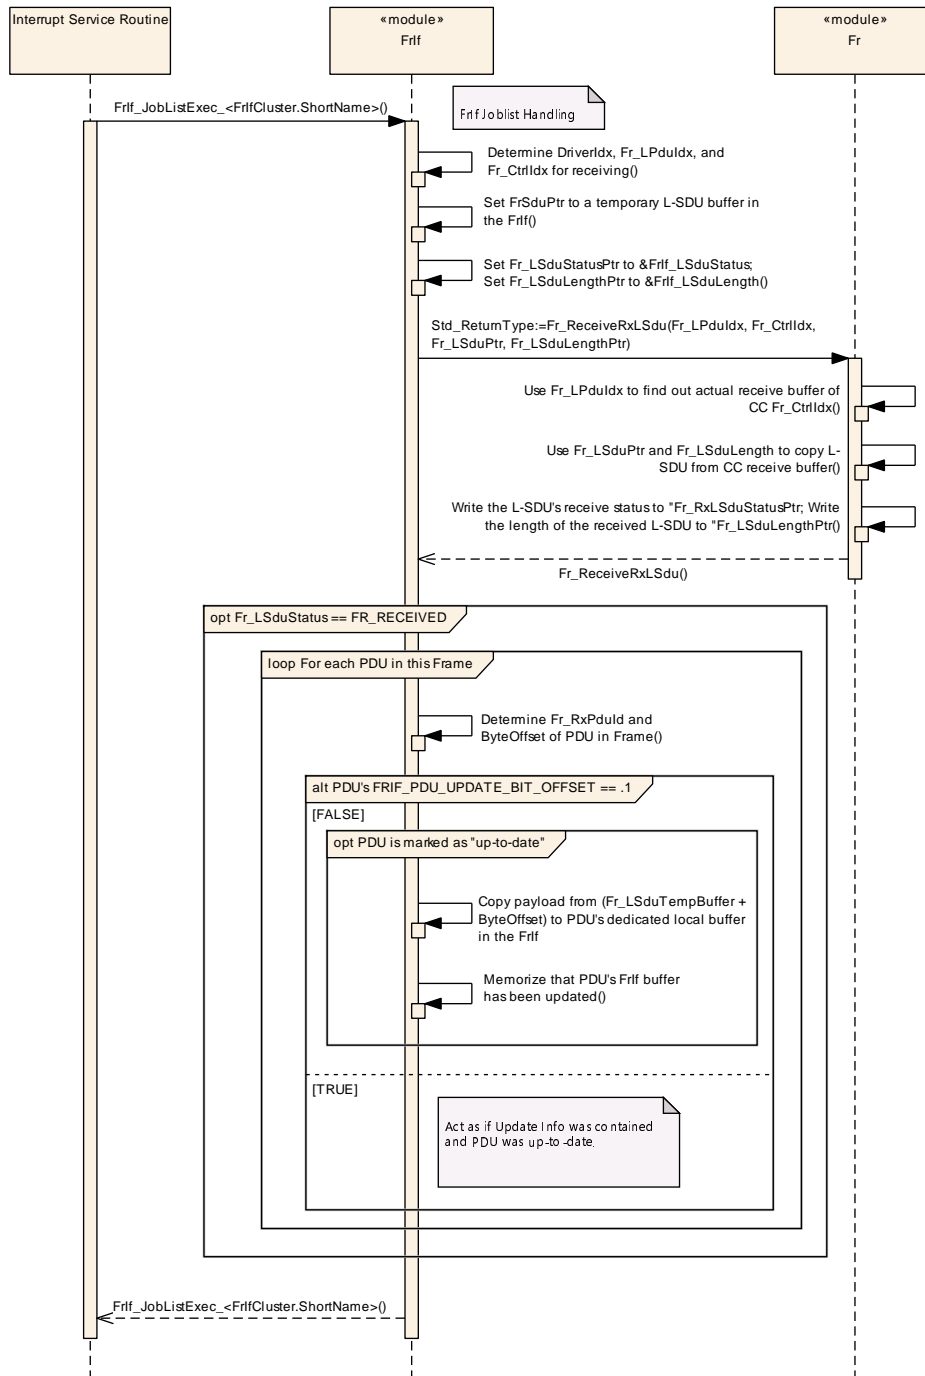 Interrupt Service Routine
«module»
FrIf
«module»
Fr
FrIf_JobListExec_<FrIfCluster.ShortName>()
FrIf Joblist Handling
Determine DriverIdx, Fr_LPduIdx, and
Fr_CtrlIdx for receiving()
Set FrSduPtr to a temporary L-SDU buffer in
the FrIf()
Set Fr_LSduStatusPtr to &FrIf_LSduStatus;
Set Fr_LSduLengthPtr to &FrIf_LSduLength()
Std_ReturnType:=Fr_ReceiveRxLSdu(Fr_LPduIdx, Fr_CtrlIdx,
Fr_LSduPtr, Fr_LSduLengthPtr)
Use Fr_LPduIdx to find out actual receive buffer of
CC Fr_CtrlIdx()
Use Fr_LSduPtr and Fr_LSduLength to copy L-
SDU from CC receive buffer()
Write the L-SDU's receive status to "Fr_RxLSduStatusPtr; Write
the length of the received L-SDU to "Fr_LSduLengthPtr()
Fr_ReceiveRxLSdu()
opt Fr_LSduStatus == FR_RECEIVED
loop For each PDU in this Frame
Determine Fr_RxPduId and
ByteOffset of PDU in Frame()
alt PDU's FRIF_PDU_UPDATE_BIT_OFFSET == .1
[FALSE]
opt PDU is marked as "up-to-date"
Copy payload from (Fr_LSduTempBuffer +
ByteOffset) to PDU's dedicated local buffer
in the FrIf
Memorize that PDU's FrIf buffer
has been updated()
[TRUE]
Act as if Update Info was contained
and PDU was up-to-date.
FrIf_JobListExec_<FrIfCluster.ShortName>()